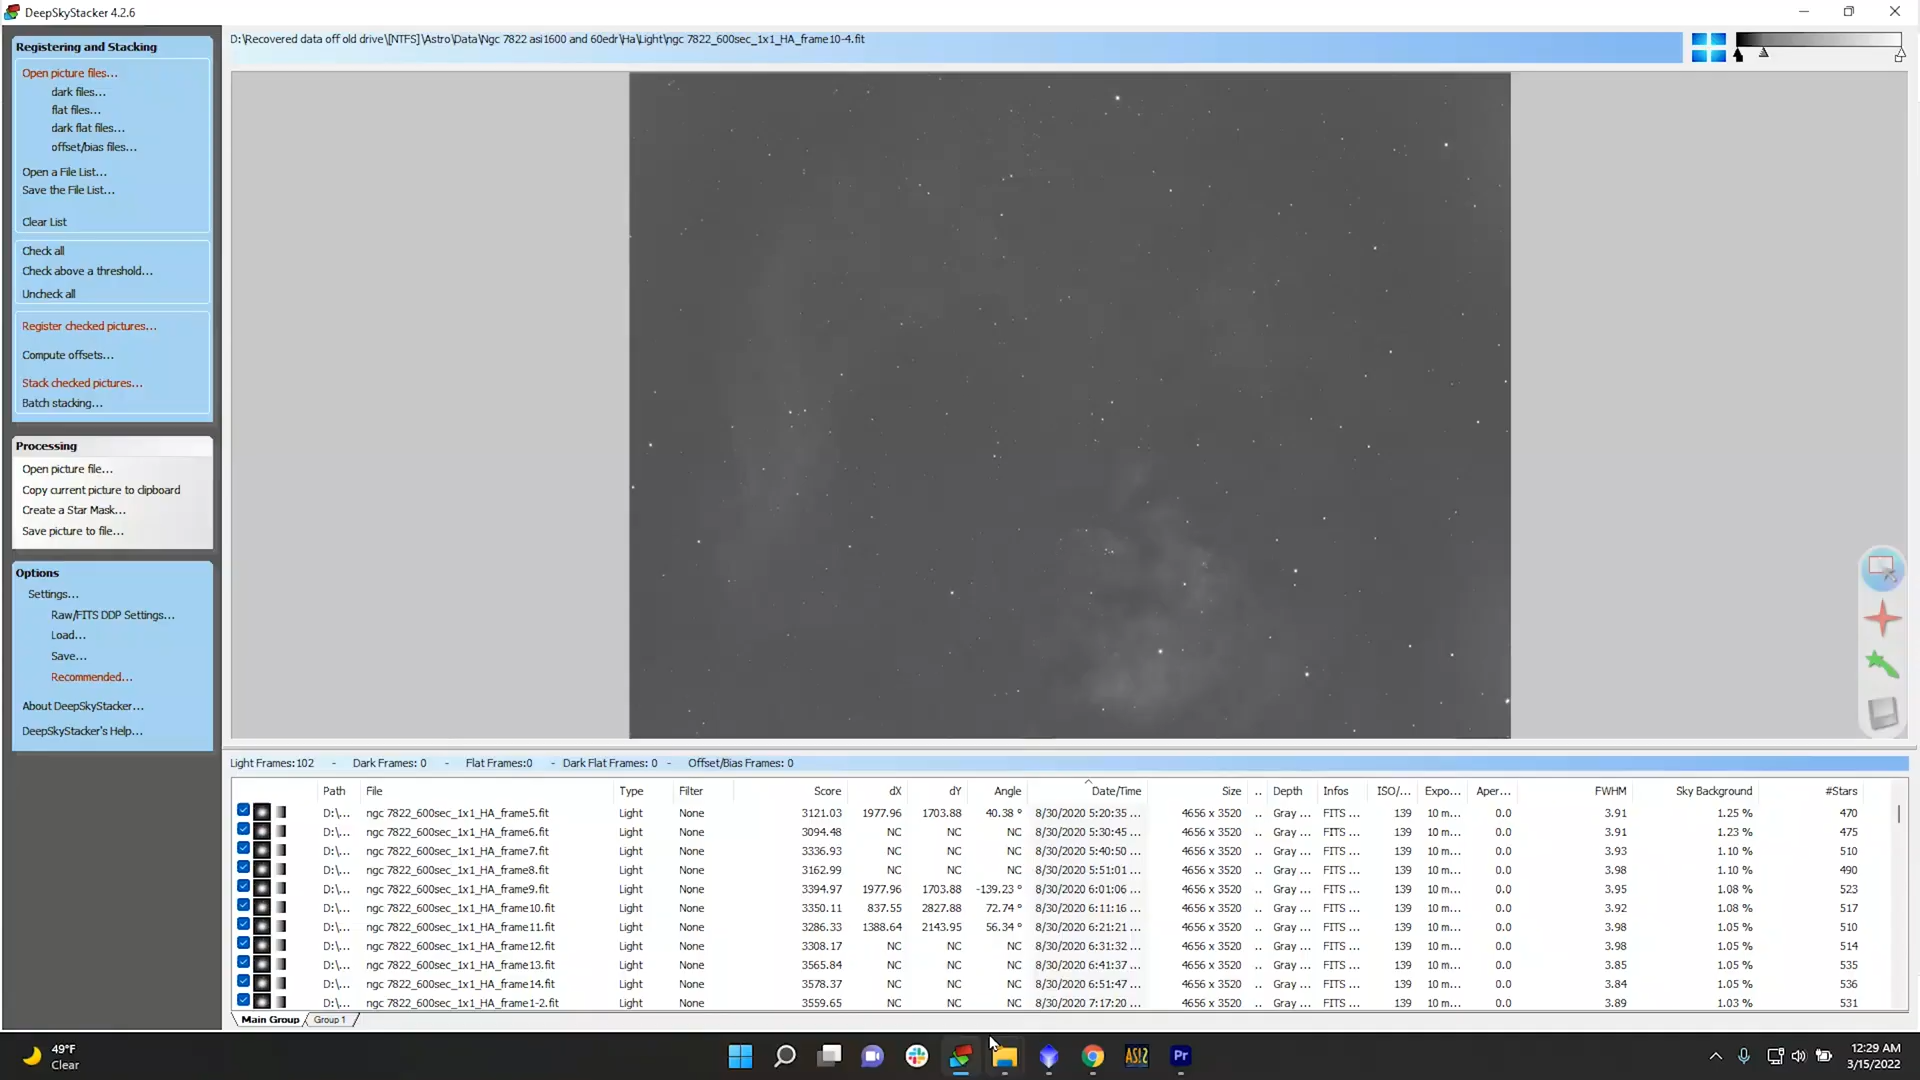 DeepSkyStacker 4.2.6
Registering and Stacking
Open picture files...
dark files...
flat files...
dark flat files...
offset/bias files...
Open a File List...
Save the File List...
Clear List
Check all
Check above a threshold...
Uncheck all
Register checked pictures...
Compute offsets...
Stack checked pictures...
Batch stacking...
Processing
Open picture file...
Copy current picture to clipboard
Create a Star Mask...
Save picture to file...
Options
Settings...
Raw/FITS DDP Settings...
Load...
Save...
Recommended...
About DeepSkyStacker...
DeepSkyStacker's Help...
D:\Recovered data off old drive\[NTFS]\Astro\Data\Ngc 7822 asi1600 and 60edr\Ha\Light\ngc 7822_600sec_1x1_HA_frame10-4.fit
Light Frames:102 - Dark Frames: 0 - Flat Frames:0 - Dark Flat Frames: 0 - Offset/Bias Frames: 0
Path File Type Filter Score dX dY Angle Date/Time Size .. Depth Infos ISO/... Expo... Aper... FWHM Sky Background #Stars
D:\... ngc 7822_600sec_1x1_HA_frame5.fit Light None 3121.03 1977.96 1703.88 40.38 ° 8/30/2020 5:20:35 ... 4656 x 3520 .. Gray ... FITS ... 139 10 m... 0.0 3.91 1.25 % 470
D:\... ngc 7822_600sec_1x1_HA_frame6.fit Light None 3094.48 NC NC NC 8/30/2020 5:30:45 ... 4656 x 3520 .. Gray ... FITS ... 139 10 m... 0.0 3.91 1.23 % 475
D:\... ngc 7822_600sec_1x1_HA_frame7.fit Light None 3336.93 NC NC NC 8/30/2020 5:40:50 ... 4656 x 3520 .. Gray ... FITS ... 139 10 m... 0.0 3.93 1.10 % 510
D:\... ngc 7822_600sec_1x1_HA_frame8.fit Light None 3162.99 NC NC NC 8/30/2020 5:51:01 ... 4656 x 3520 .. Gray ... FITS ... 139 10 m... 0.0 3.98 1.10 % 490
D:\... ngc 7822_600sec_1x1_HA_frame9.fit Light None 3394.97 1977.96 1703.88 -139.23 ° 8/30/2020 6:01:06 ... 4656 x 3520 .. Gray ... FITS ... 139 10 m... 0.0 3.95 1.08 % 523
D:\... ngc 7822_600sec_1x1_HA_frame10.fit Light None 3350.11 837.55 2827.88 72.74 ° 8/30/2020 6:11:16 ... 4656 x 3520 .. Gray ... FITS ... 139 10 m... 0.0 3.92 1.08 % 517
D:\... ngc 7822_600sec_1x1_HA_frame11.fit Light None 3286.33 1388.64 2143.95 56.34 ° 8/30/2020 6:21:21 ... 4656 x 3520 .. Gray ... FITS ... 139 10 m... 0.0 3.98 1.05 % 510
D:\... ngc 7822_600sec_1x1_HA_frame12.fit Light None 3308.17 NC NC NC 8/30/2020 6:31:32 ... 4656 x 3520 .. Gray ... FITS ... 139 10 m... 0.0 3.98 1.05 % 514
D:\... ngc 7822_600sec_1x1_HA_frame13.fit Light None 3565.84 NC NC NC 8/30/2020 6:41:37 ... 4656 x 3520 .. Gray ... FITS ... 139 10 m... 0.0 3.85 1.05 % 535
D:\... ngc 7822_600sec_1x1_HA_frame14.fit Light None 3578.37 NC NC NC 8/30/2020 6:51:47 ... 4656 x 3520 .. Gray ... FITS ... 139 10 m... 0.0 3.84 1.05 % 536
D:\... ngc 7822_600sec_1x1_HA_frame1-2.fit Light None 3559.65 NC NC NC 8/30/2020 7:17:20 ... 4656 x 3520 .. Gray ... FITS ... 139 10 m... 0.0 3.89 1.03 % 531
Main Group Group 1
49°F
Clear
AS!2
Pr
12:29 AM
3/15/2022